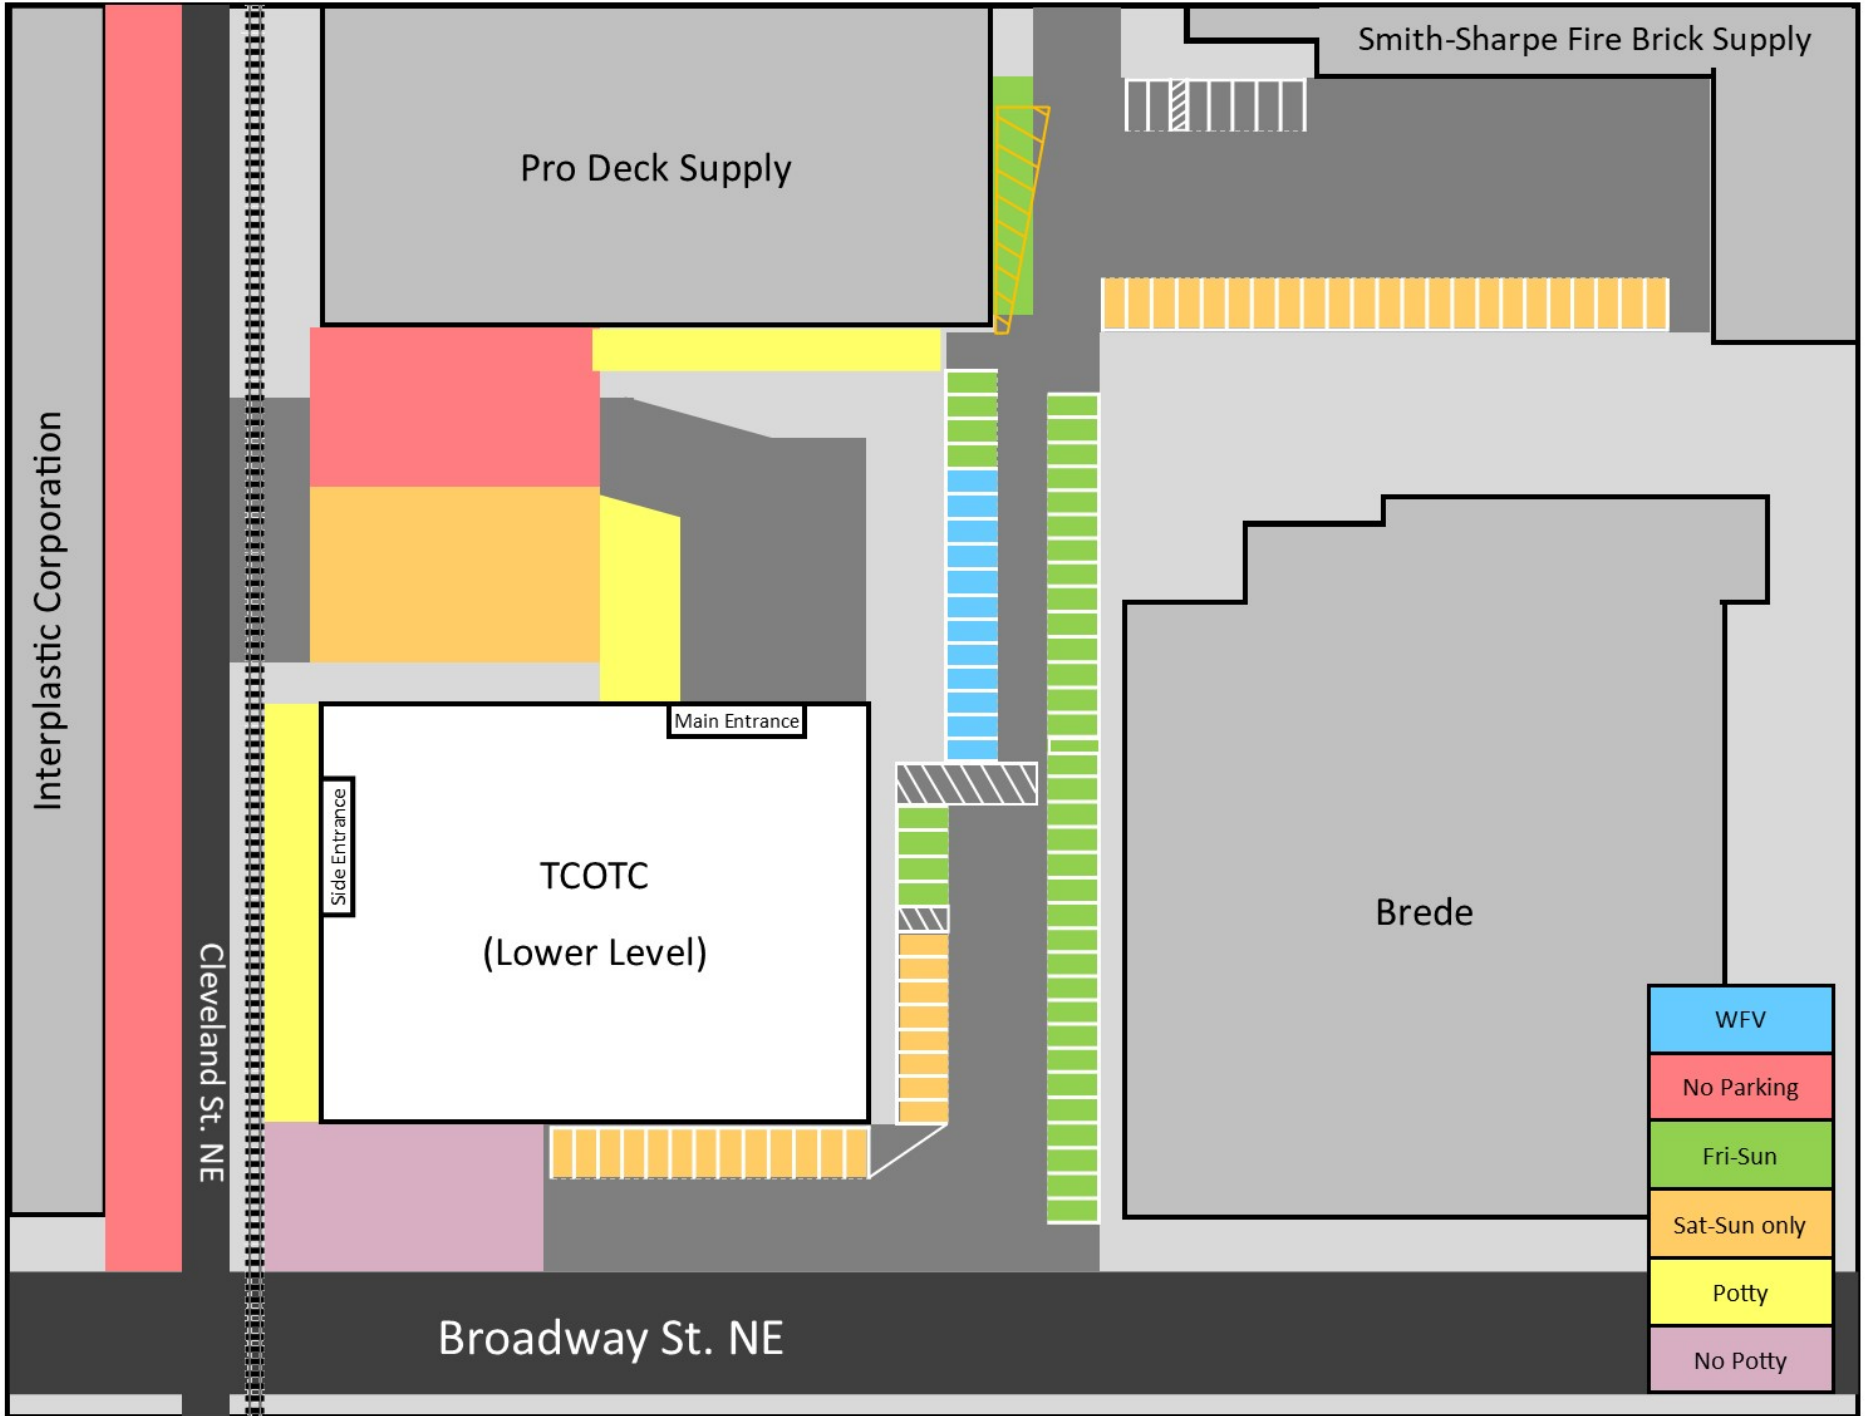 Smith-Sharpe Fire Brick Supply
Pro Deck Supply
Interplastic Corporation
Main Entrance
Side Entrance
TCOTC
(Lower Level)
Brede
Cleveland St. NE
WFV
No Parking
Fri-Sun
Sat-Sun only
Potty
No Potty
Broadway St. NE